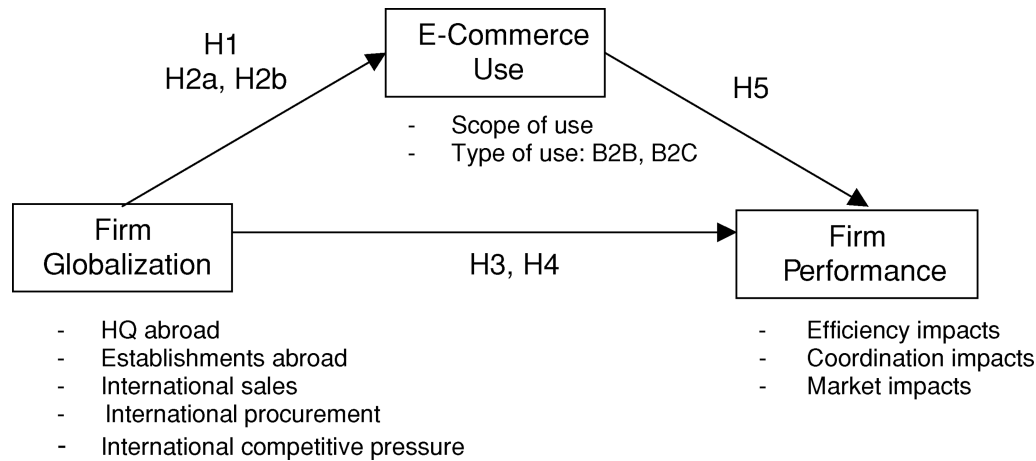 H1
H2a, H2b
E-Commerce
Use
H5
- Scope of use
- Type of use: B2B, B2C
Firm
Globalization
H3, H4
Firm
Performance
- HQ abroad
- Establishments abroad
- International sales
- International procurement
- International competitive pressure
- Efficiency impacts
- Coordination impacts
- Market impacts